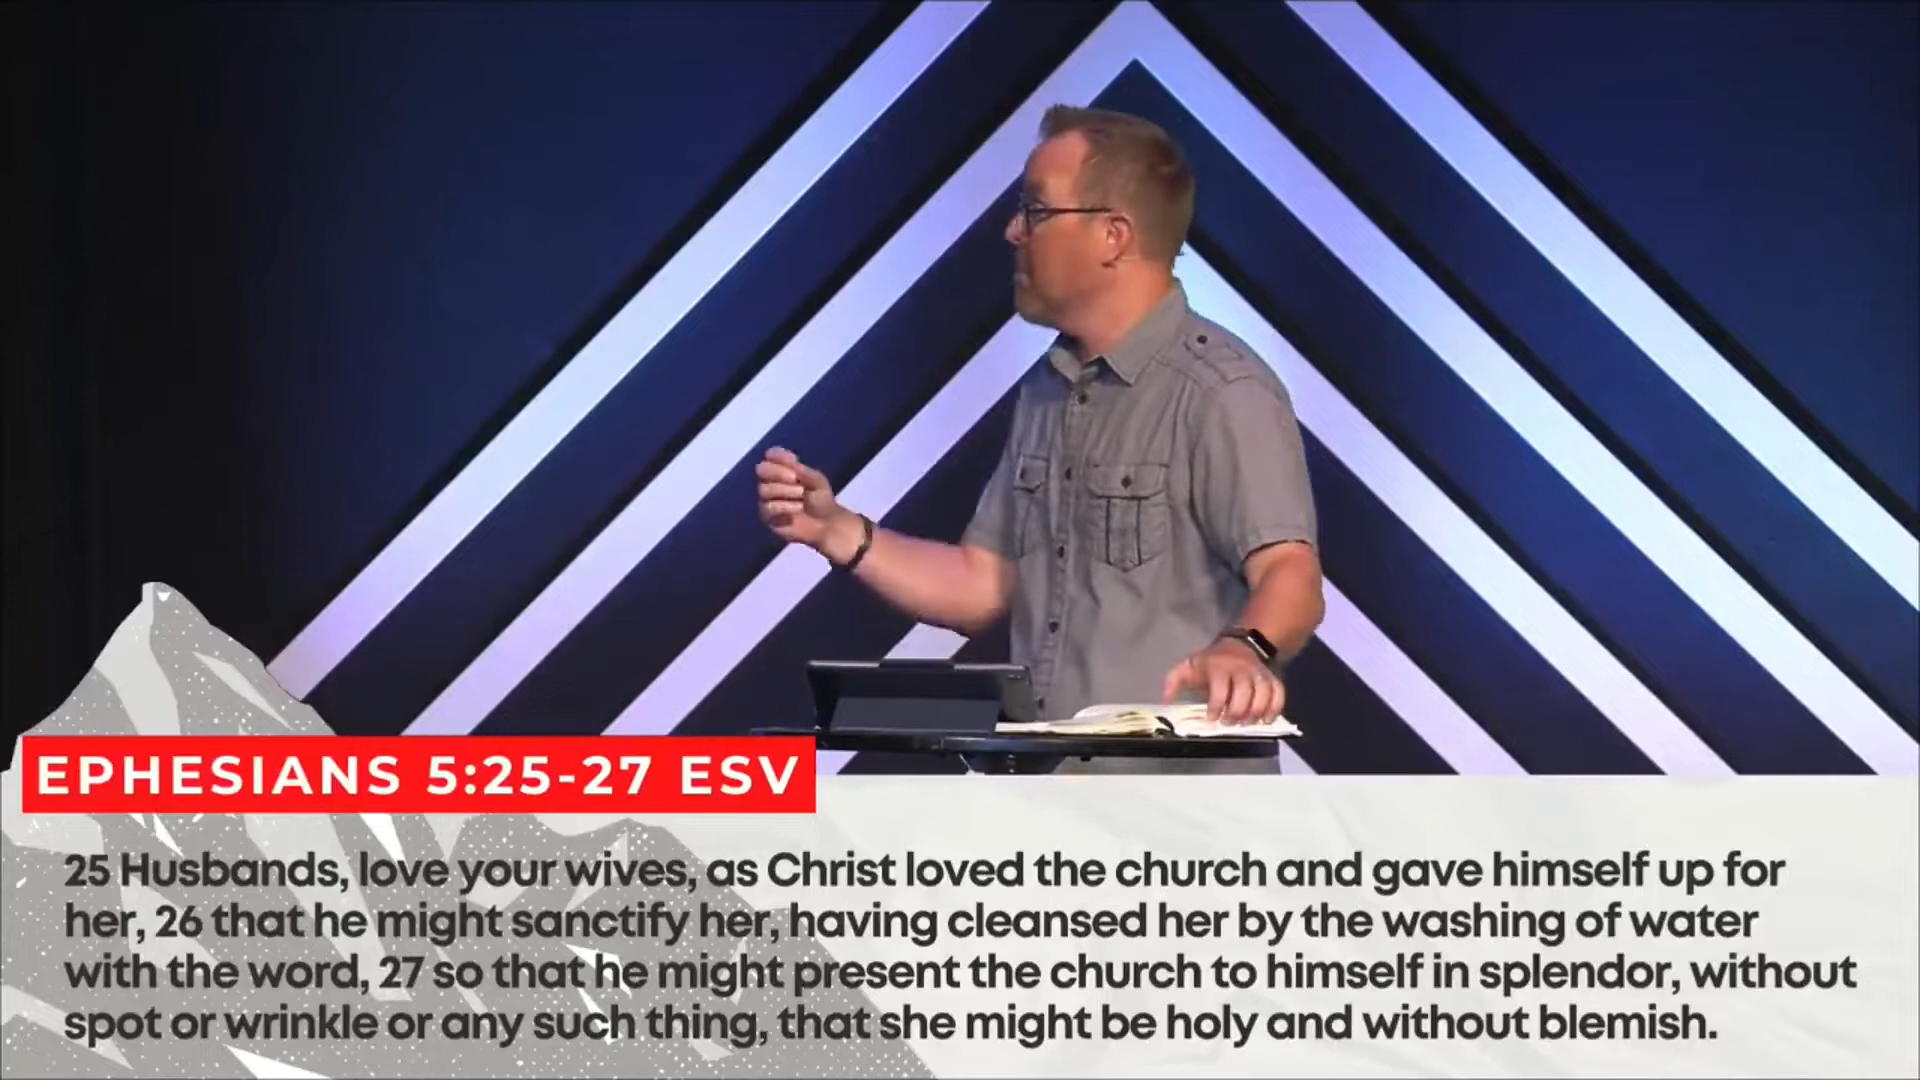 EPHESIANS 5:25-27 ESV
25 Husbands, love your wives, as Christ loved the church and gave himself up for
her, 26 that he might sanctify her, having cleansed her by the washing of water
with the word, 27 so that he might present the church to himself in splendor, without
spot or wrinkle or any such thing, that she might be holy and without blemish.